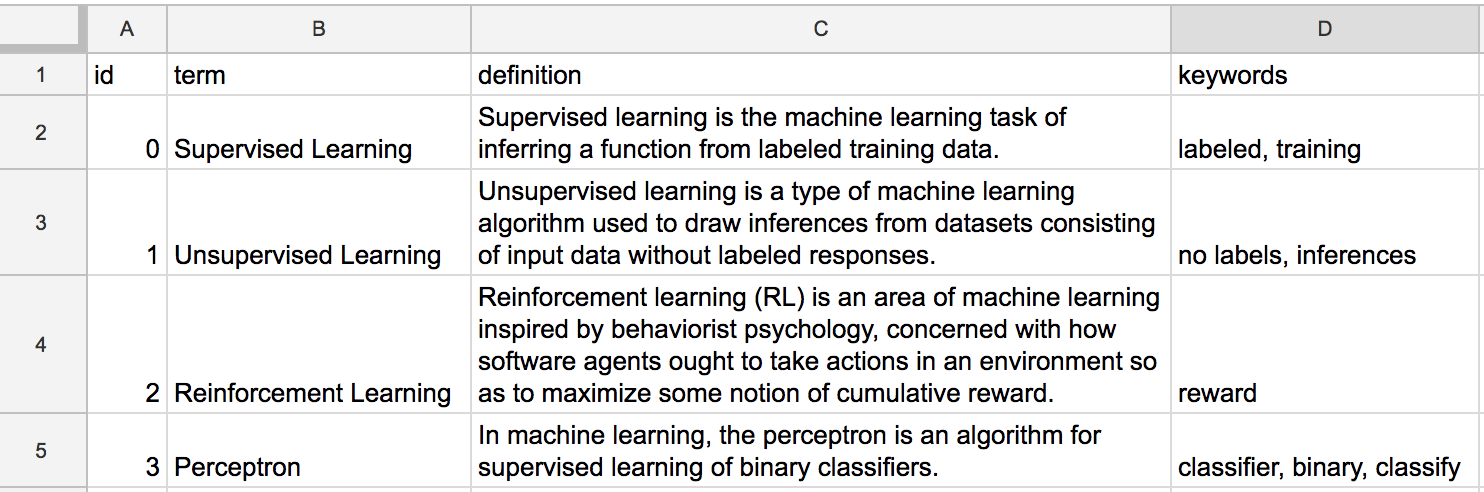 A B C D
1 id term definition keywords
2 0 Supervised Learning Supervised learning is the machine learning task of
inferring a function from labeled training data. labeled, training
3 1 Unsupervised Learning Unsupervised learning is a type of machine learning
algorithm used to draw inferences from datasets consisting
of input data without labeled responses. no labels, inferences
4 2 Reinforcement Learning Reinforcement learning (RL) is an area of machine learning
inspired by behaviorist psychology, concerned with how
software agents ought to take actions in an environment so
as to maximize some notion of cumulative reward. reward
5 3 Perceptron In machine learning, the perceptron is an algorithm for
supervised learning of binary classifiers. classifier, binary, classify